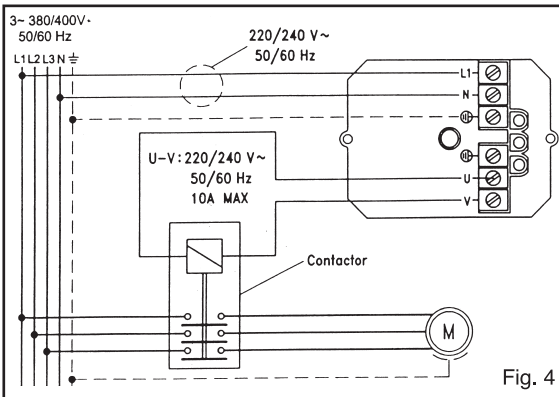 3~ 380/400V·
50/60 Hz
L1 L2 L3 N ⏚
220/240 V~
50/60 Hz
L1
N
U-V: 220/240 V~
50/60 Hz
10A MAX
U
V
Contactor
M
Fig. 4